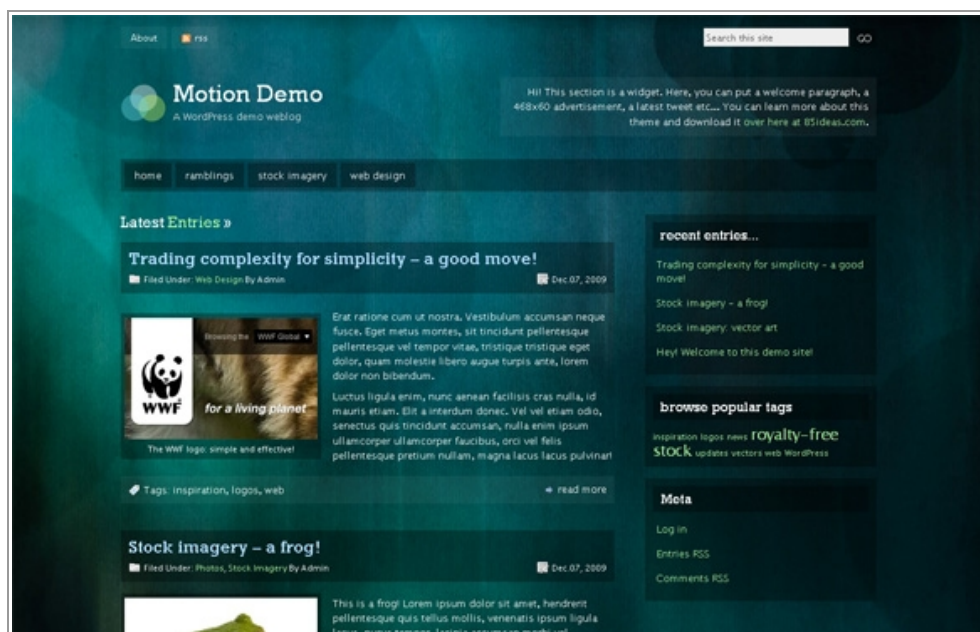 About
rss
Search this site
GO
Motion Demo
A WordPress demo weblog
Hi! This section is a widget. Here, you can put a welcome paragraph, a
468x60 advertisement, a latest tweet etc... You can learn more about this
theme and download it over here at 85ideas.com.
home
ramblings
stock imagery
web design
Latest Entries »
Trading complexity for simplicity – a good move!
Filed Under: Web Design By Admin
Dec.07, 2009
Browsing the WWF Global
WWF
for a living planet
The WWF logo: simple and effective!
Erat ratione cum ut nostra. Vestibulum accumsan neque
fusce. Eget metus montes, sit tincidunt pellentesque
pellentesque vel tempor vitae, tristique tristique eget
dolor, quam molestie libero augue turpis ante, lorem
dolor non bibendum.
Luctus ligula enim, nunc aenean facilisis cras nulla, id
mauris etiam. Elit a interdum donec. Vel vel etiam odio,
senectus quis tincidunt accumsan, nulla enim ipsum
ullamcorper ullamcorper faucibus, orci vel felis
pellentesque pretium nullam, magna lacus lacus pulvinar!
Tags: inspiration, logos, web
read more
Stock imagery – a frog!
Filed Under: Photos, Stock Imagery By Admin
Dec.07, 2009
This is a frog! Lorem ipsum dolor sit amet, hendrerit
pellentesque quis tellus mollis, venenatis ipsum ligula
recent entries...
Trading complexity for simplicity – a good
move!
Stock imagery – a frog!
Stock imagery: vector art
Hey! Welcome to this demo site!
browse popular tags
inspiration logos news royalty-free
stock updates vectors web WordPress
Meta
Log in
Entries RSS
Comments RSS